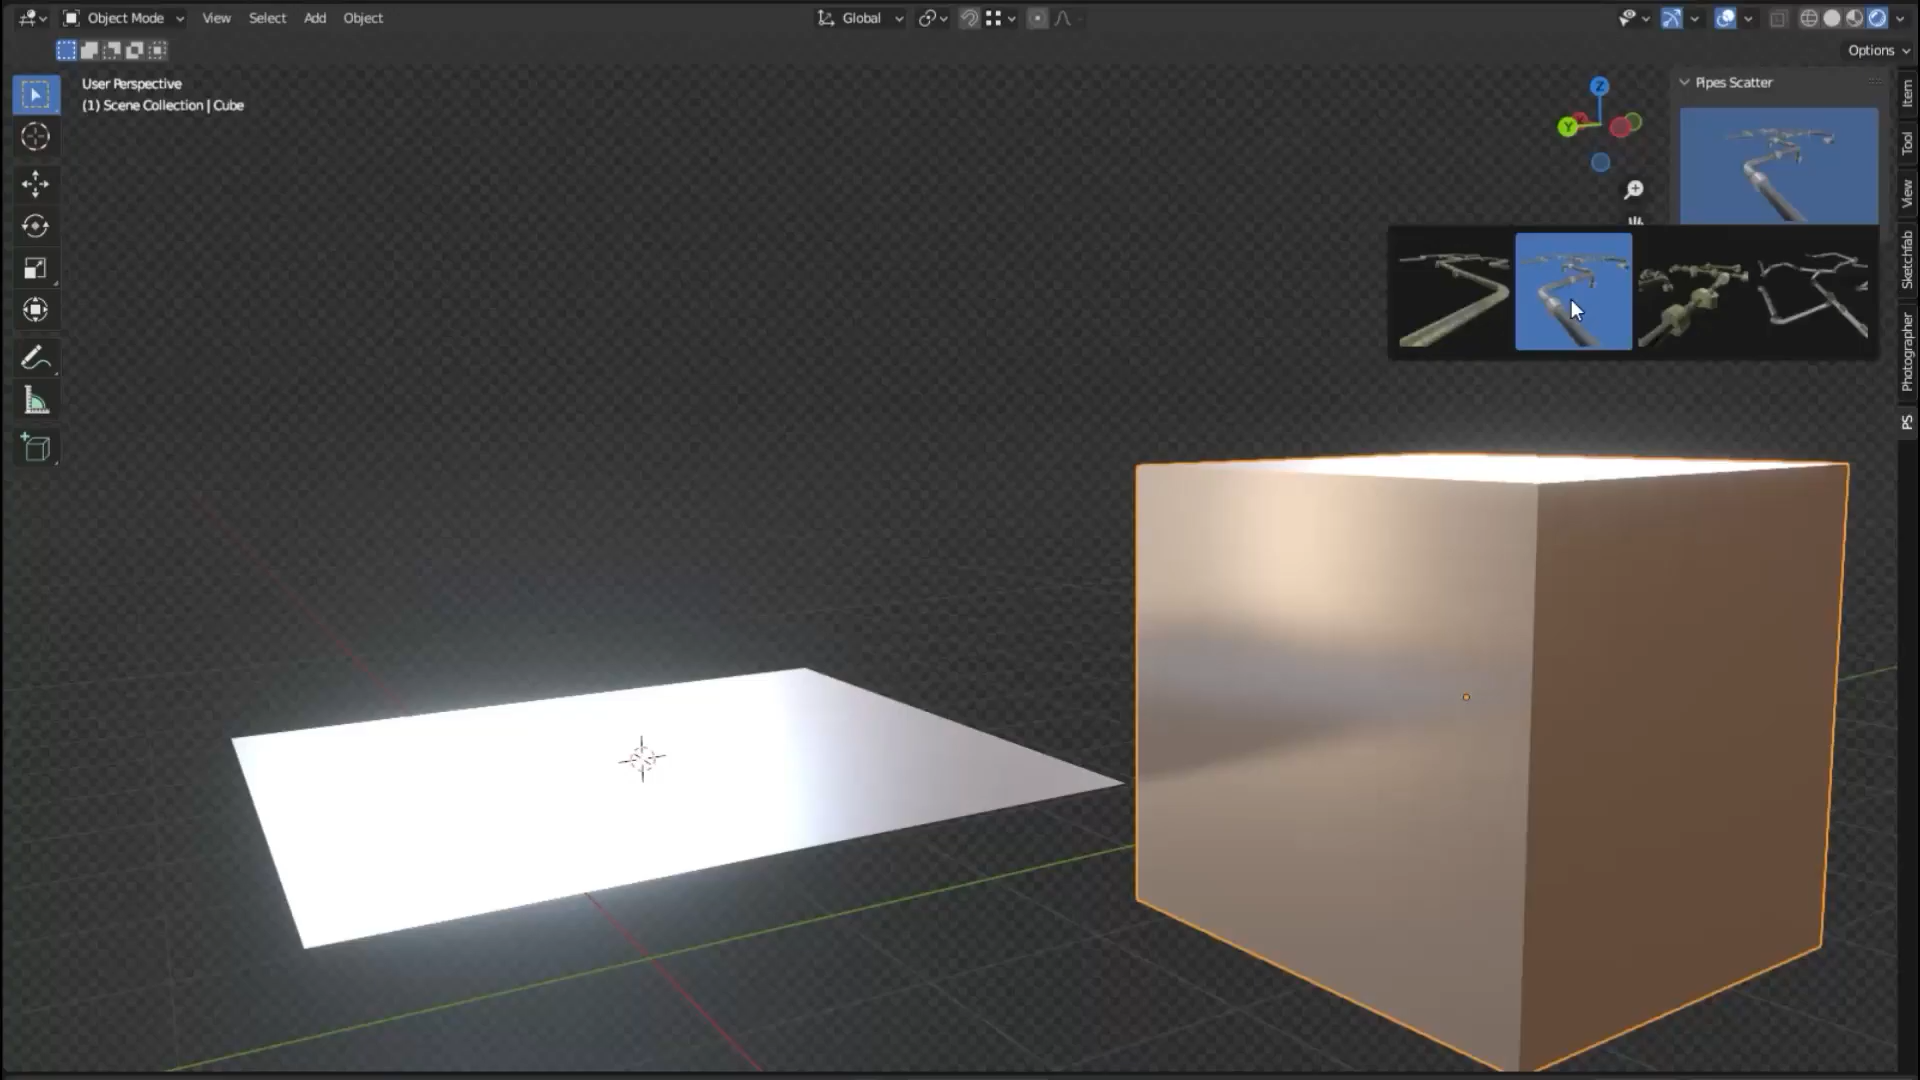 Object Mode View Select Add Object Global
Options
User Perspective
(1) Scene Collection | Cube
Pipes Scatter
Z
Y
Item
Tool
View
Sketchfab
Photographer
PS